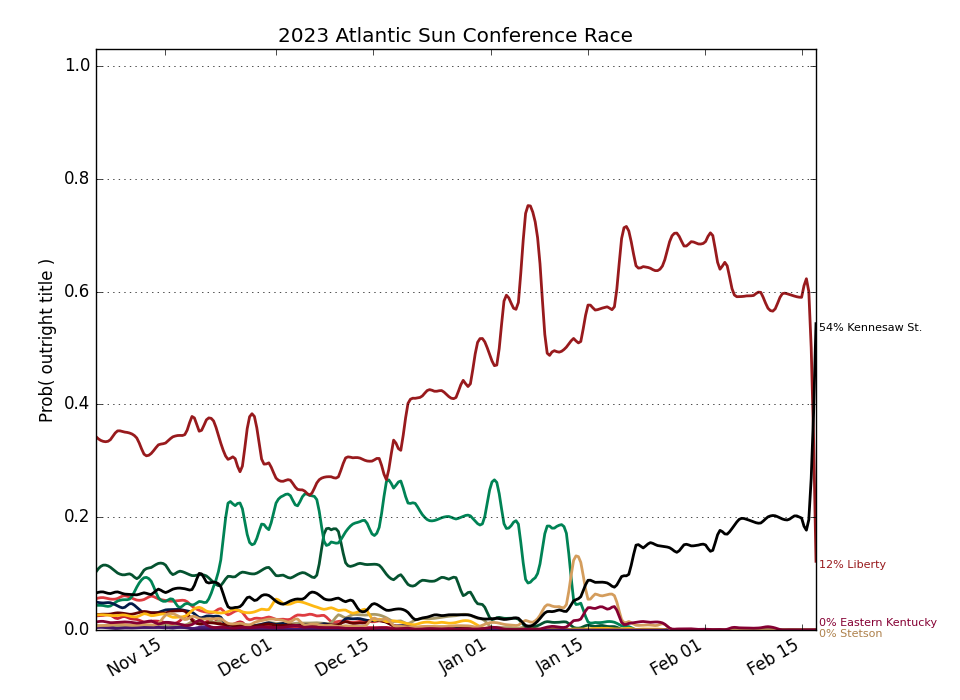 2023 Atlantic Sun Conference Race
1.0
0.8
0.6
0.4
0.2
0.0
Prob( outright title )
Nov 15
Dec 01
Dec 15
Jan 01
Jan 15
Feb 01
Feb 15
54% Kennesaw St.
12% Liberty
0% Eastern Kentucky
0% Stetson